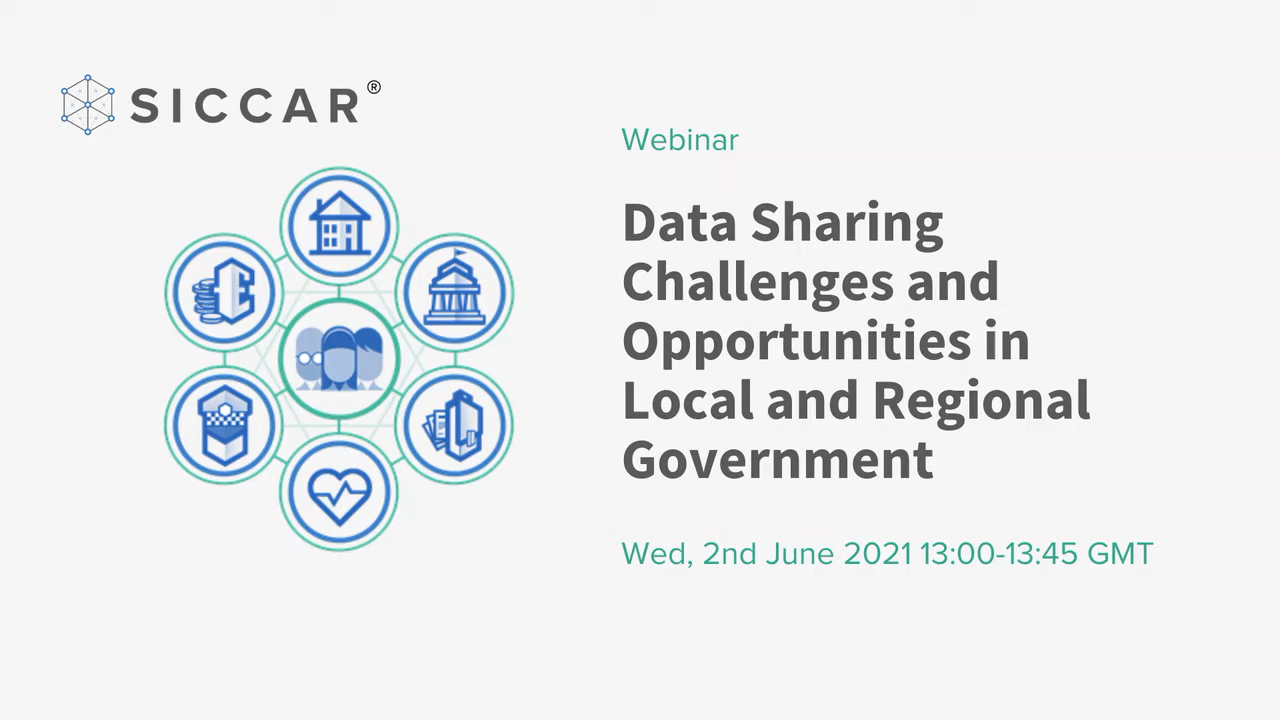 SICCAR®
Webinar
Data Sharing
Challenges and
Opportunities in
Local and Regional
Government
Wed, 2nd June 2021 13:00-13:45 GMT